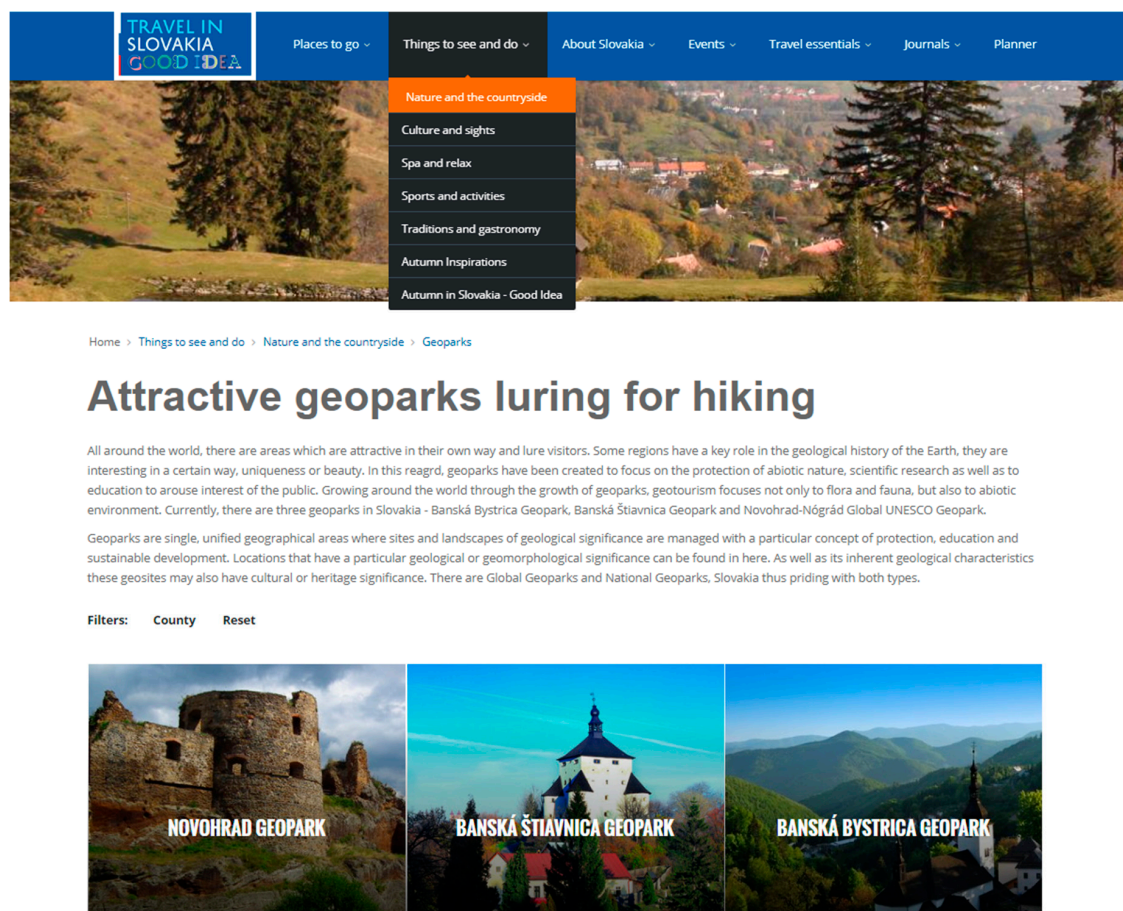 TRAVEL IN
SLOVAKIA
GOOD IDEA
Places to go
Things to see and do
About Slovakia
Events
Travel essentials
Journals
Planner
Nature and the countryside
Culture and sights
Spa and relax
Sports and activities
Traditions and gastronomy
Autumn Inspirations
Autumn in Slovakia - Good Idea
Home > Things to see and do > Nature and the countryside > Geoparks
Attractive geoparks luring for hiking
All around the world, there are areas which are attractive in their own way and lure visitors. Some regions have a key role in the geological history of the Earth, they are
interesting in a certain way, uniqueness or beauty. In this reagrd, geoparks have been created to focus on the protection of abiotic nature, scientific research as well as to
education to arouse interest of the public. Growing around the world through the growth of geoparks, geotourism focuses not only to flora and fauna, but also to abiotic
environment. Currently, there are three geoparks in Slovakia - Banská Bystrica Geopark, Banská Štiavnica Geopark and Novohrad-Nógrád Global UNESCO Geopark.
Geoparks are single, unified geographical areas where sites and landscapes of geological significance are managed with a particular concept of protection, education and
sustainable development. Locations that have a particular geological or geomorphological significance can be found in here. As well as its inherent geological characteristics
these geosites may also have cultural or heritage significance. There are Global Geoparks and National Geoparks, Slovakia thus priding with both types.
Filters: County Reset
NOVOHRAD GEOPARK
BANSKÁ ŠTIAVNICA GEOPARK
BANSKÁ BYSTRICA GEOPARK